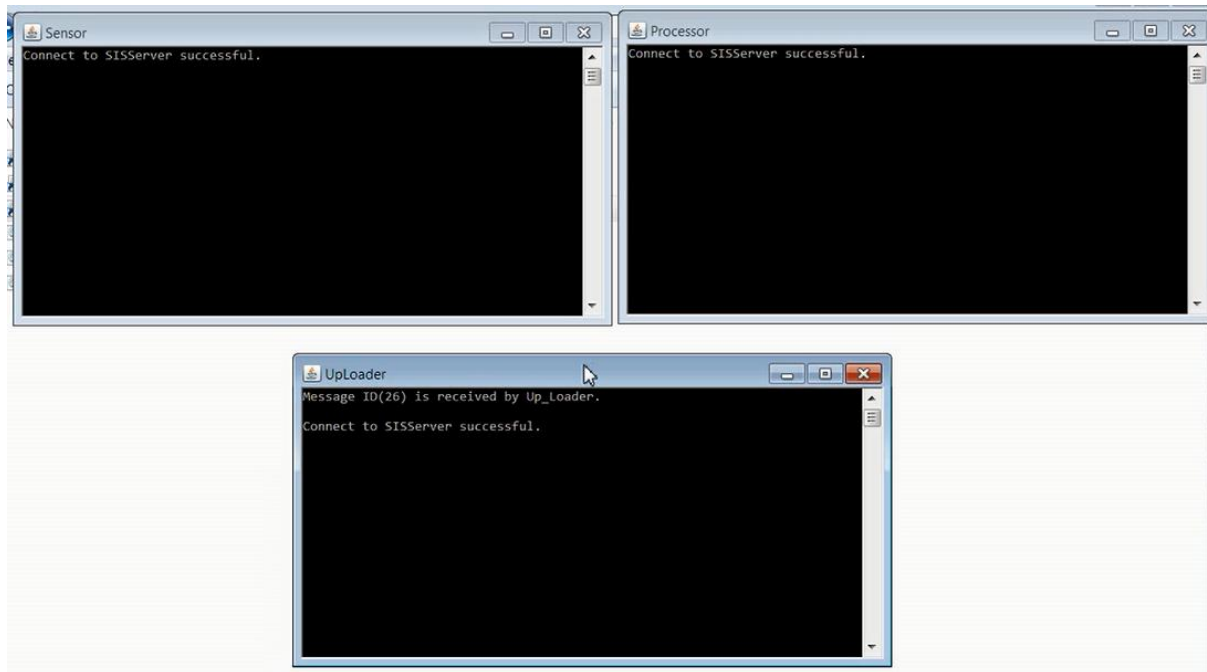 Sensor
Connect to SISServer successful.
Processor
Connect to SISServer successful.
UpLoader
Message ID(26) is received by Up_Loader.
Connect to SISServer successful.